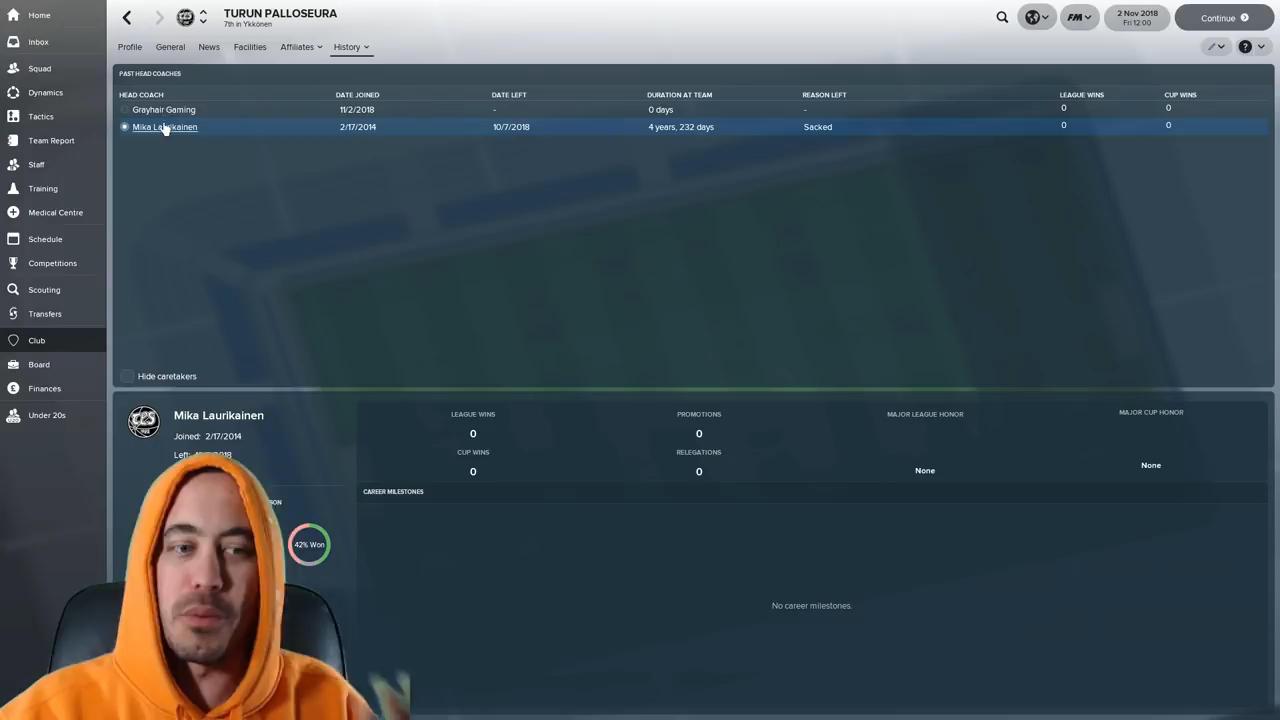 Home
Inbox
Squad
Dynamics
Tactics
Team Report
Staff
Training
Medical Centre
Schedule
Competitions
Scouting
Transfers
Club
Board
Finances
Under 20s
TURUN PALLOSEURA
7th in Ykkönen
FM
2 Nov 2018
Fri 12:00
Continue
Profile
General
News
Facilities
Affiliates
History
?
PAST HEAD COACHES
HEAD COACH DATE JOINED DATE LEFT DURATION AT TEAM REASON LEFT LEAGUE WINS CUP WINS
Grayhair Gaming 11/2/2018 - 0 days - 0 0
Mika Laurikainen 2/17/2014 10/7/2018 4 years, 232 days Sacked 0 0
Hide caretakers
TPS
Mika Laurikainen
Joined: 2/17/2014
Left:
42% Won
LEAGUE WINS
0
CUP WINS
0
PROMOTIONS
0
RELEGATIONS
0
MAJOR LEAGUE HONOR
None
MAJOR CUP HONOR
None
CAREER MILESTONES
No career milestones.